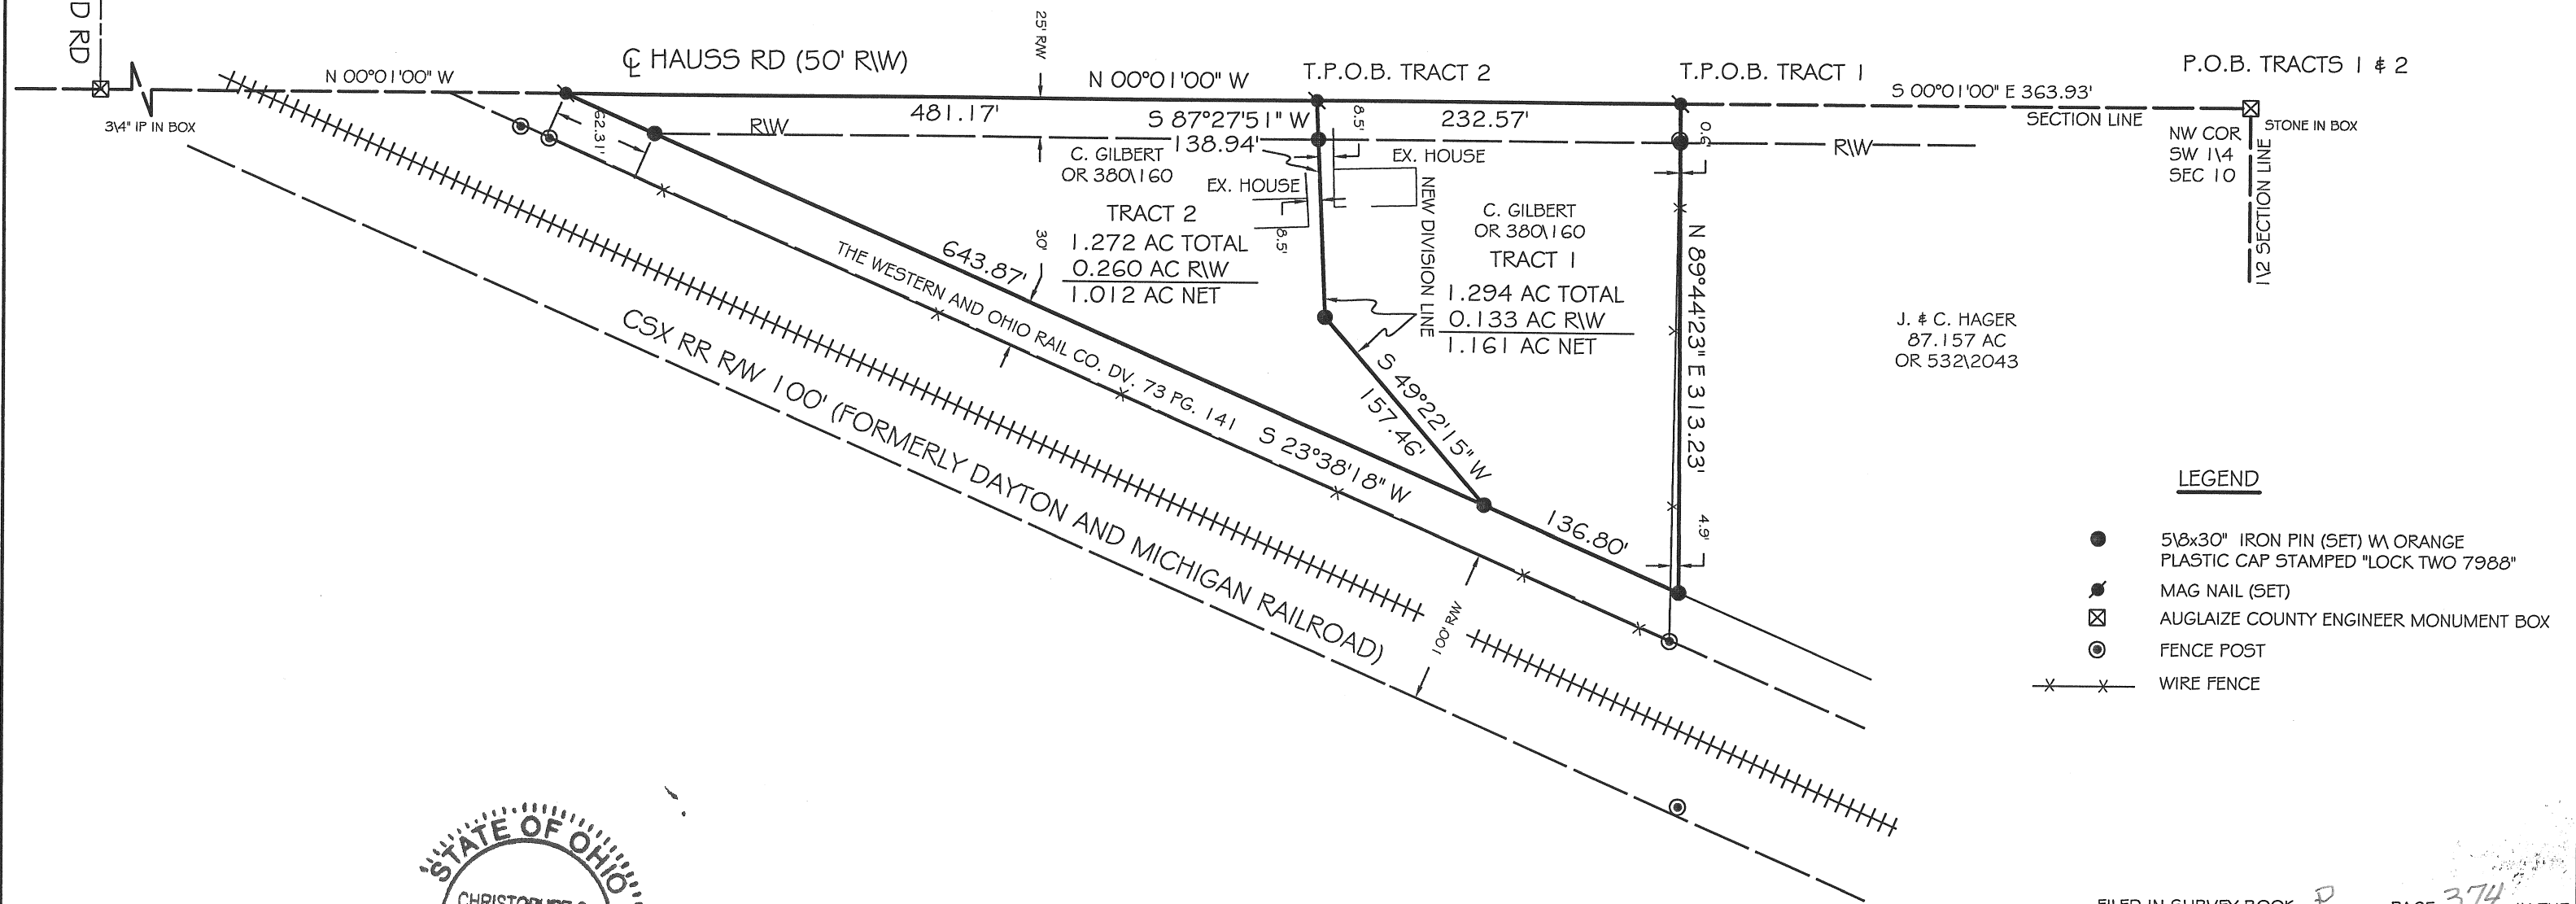 D RD
3\4" IP IN BOX
N 00°01'00" W
℄ HAUSS RD (50' R\W)
25' R/W
N 00°01'00" W
T.P.O.B. TRACT 2
T.P.O.B. TRACT 1
P.O.B. TRACTS 1 & 2
S 00°01'00" E 363.93'
SECTION LINE
STONE IN BOX
NW COR
SW 1\4
SEC 10
1\2 SECTION LINE
62.31'
R\W
481.17'
S 87°27'51" W
138.94'
8.5'
232.57'
0.6'
R\W
C. GILBERT
OR 380\160
EX. HOUSE
EX. HOUSE
8.5'
TRACT 2
1.272 AC TOTAL
0.260 AC R\W
1.012 AC NET
NEW DIVISION LINE
C. GILBERT
OR 380\160
TRACT 1
1.294 AC TOTAL
0.133 AC R\W
1.161 AC NET
N 89°44'23" E 313.23'
J. & C. HAGER
87.157 AC
OR 532\2043
643.87'
30'
THE WESTERN AND OHIO RAIL CO. DV. 73 PG. 141
S 23°38'18" W
S 49°22'15" W
157.46'
136.80'
4.9'
CSX RR R/W 100' (FORMERLY DAYTON AND MICHIGAN RAILROAD)
100' R/W
LEGEND
5\8x30" IRON PIN (SET) W\ ORANGE
PLASTIC CAP STAMPED "LOCK TWO 7988"
MAG NAIL (SET)
AUGLAIZE COUNTY ENGINEER MONUMENT BOX
FENCE POST
WIRE FENCE
STATE OF OHIO
FILED IN SURVEY BOOK PAGE 374